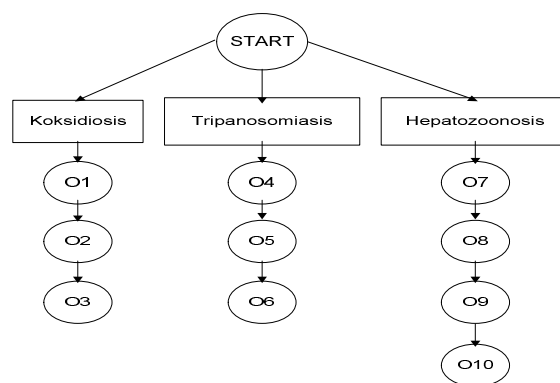 START
Koksidiosis
Tripanosomiasis
Hepatozoonosis
O1
O4
O7
O2
O5
O8
O3
O6
O9
O10